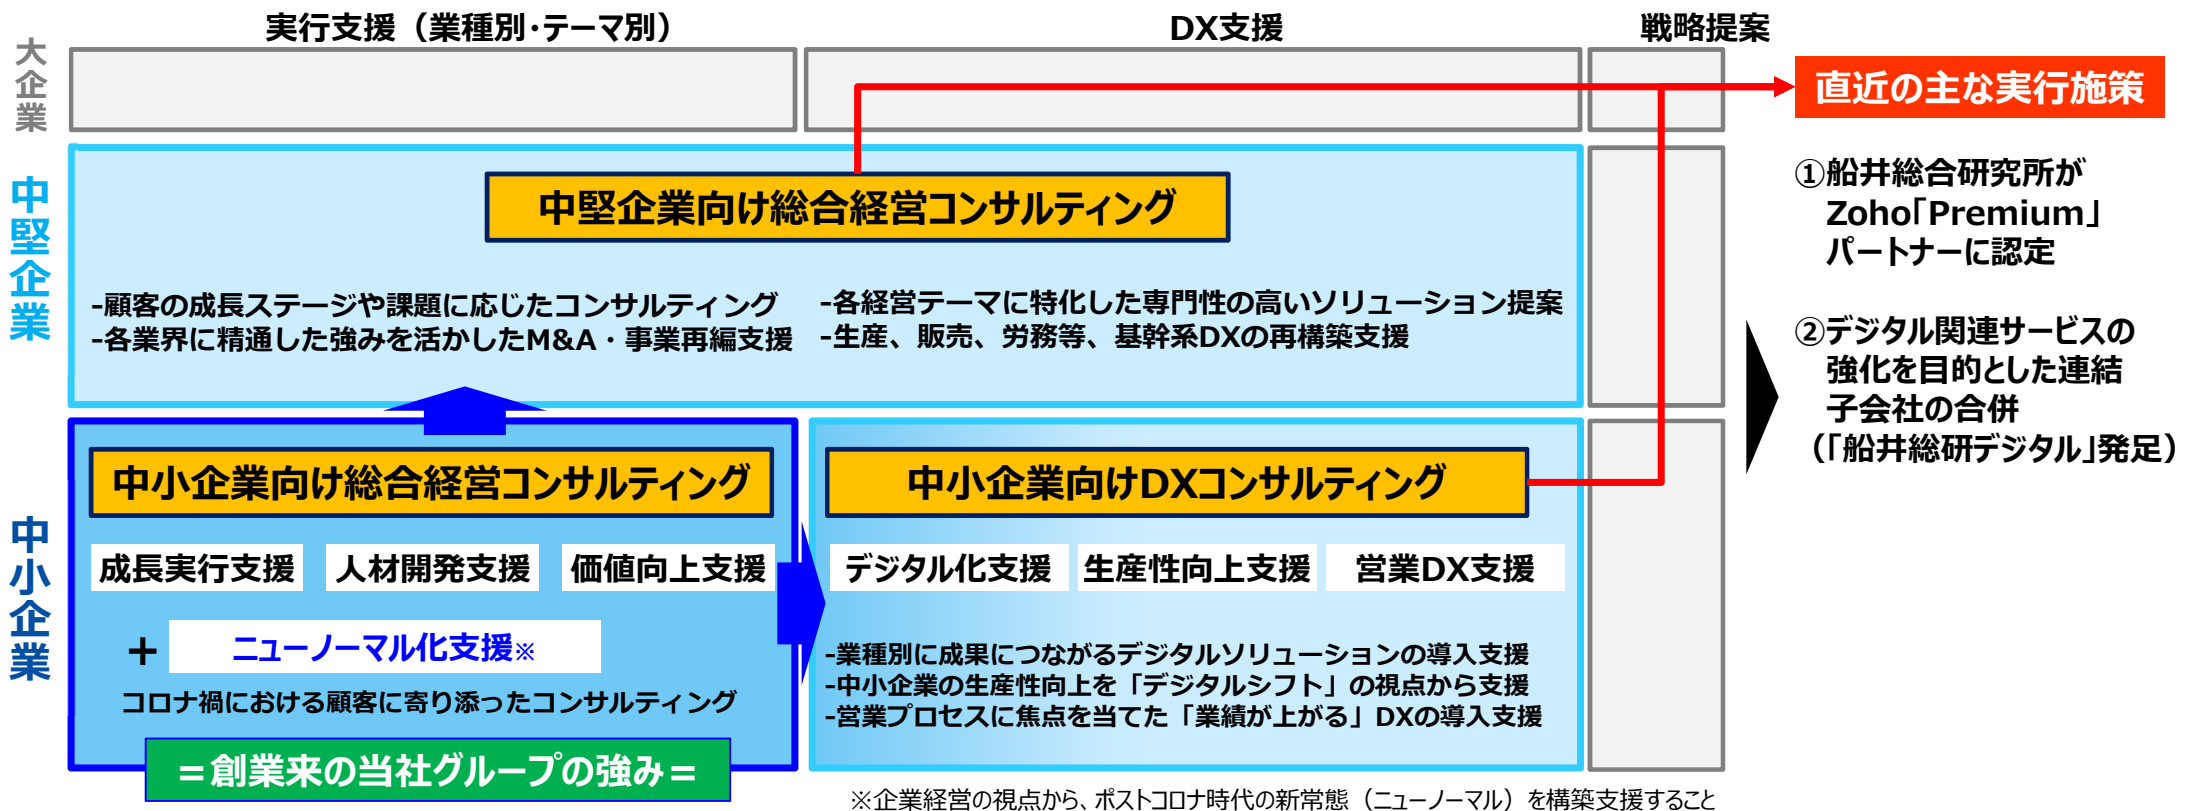 実行支援（業種別・テーマ別）
DX支援
戦略提案
大企業
直近の主な実行施策
中堅企業
中堅企業向け総合経営コンサルティング
-顧客の成長ステージや課題に応じたコンサルティング
-各業界に精通した強みを活かしたM&A・事業再編支援
-各経営テーマに特化した専門性の高いソリューション提案
-生産、販売、労務等、基幹系DXの再構築支援
①船井総合研究所が
Zoho「Premium」
パートナーに認定
②デジタル関連サービスの
強化を目的とした連結
子会社の合併
（「船井総研デジタル」発足）
中小企業
中小企業向け総合経営コンサルティング
成長実行支援
人材開発支援
価値向上支援
＋
ニューノーマル化支援※
コロナ禍における顧客に寄り添ったコンサルティング
＝創業来の当社グループの強み＝
中小企業向けDXコンサルティング
デジタル化支援
生産性向上支援
営業DX支援
-業種別に成果につながるデジタルソリューションの導入支援
-中小企業の生産性向上を「デジタルシフト」の視点から支援
-営業プロセスに焦点を当てた「業績が上がる」DXの導入支援
※企業経営の視点から、ポストコロナ時代の新常態（ニューノーマル）を構築支援すること